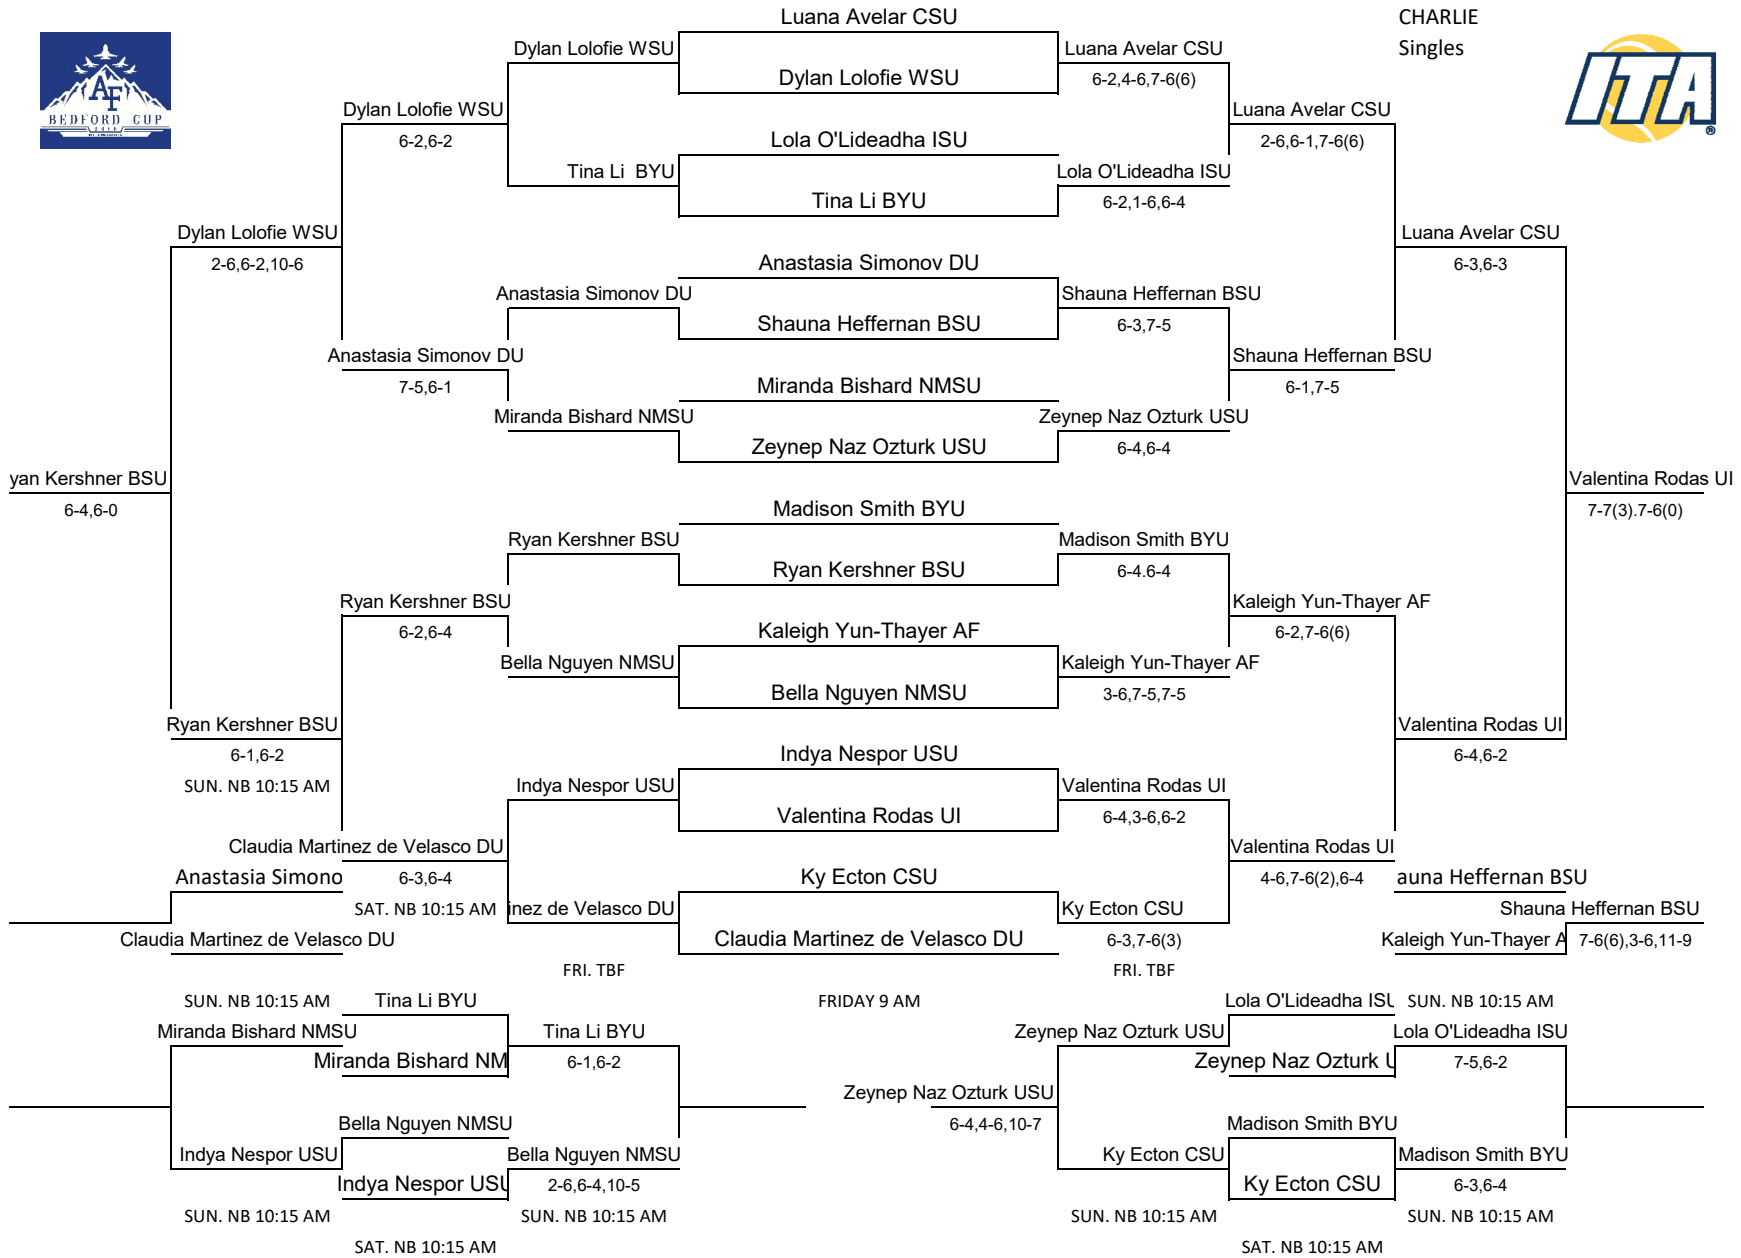 Luana Avelar CSU
CHARLIE
Singles
Dylan Lolofie WSU
Luana Avelar CSU
Dylan Lolofie WSU
6-2,4-6,7-6(6)
ITA
®
AF
BEDFORD CUP
Dylan Lolofie WSU
Luana Avelar CSU
6-2,6-2
Lola O'Lideadha ISU
2-6,6-1,7-6(6)
Tina Li BYU
Lola O'Lideadha ISU
Tina Li BYU
6-2,1-6,6-4
Dylan Lolofie WSU
Luana Avelar CSU
2-6,6-2,10-6
Anastasia Simonov DU
6-3,6-3
Anastasia Simonov DU
Shauna Heffernan BSU
Shauna Heffernan BSU
6-3,7-5
Anastasia Simonov DU
Shauna Heffernan BSU
7-5,6-1
Miranda Bishard NMSU
6-1,7-5
Miranda Bishard NMSU
Zeynep Naz Ozturk USU
Zeynep Naz Ozturk USU
6-4,6-4
yan Kershner BSU
Valentina Rodas UI
6-4,6-0
Madison Smith BYU
7-7(3).7-6(0)
Ryan Kershner BSU
Madison Smith BYU
Ryan Kershner BSU
6-4.6-4
Ryan Kershner BSU
Kaleigh Yun-Thayer AF
6-2,6-4
Kaleigh Yun-Thayer AF
6-2,7-6(6)
Bella Nguyen NMSU
Kaleigh Yun-Thayer AF
Bella Nguyen NMSU
3-6,7-5,7-5
Ryan Kershner BSU
Valentina Rodas UI
6-1,6-2
Indya Nespor USU
6-4,6-2
SUN. NB 10:15 AM
Indya Nespor USU
Valentina Rodas UI
Valentina Rodas UI
6-4,3-6,6-2
Claudia Martinez de Velasco DU
Valentina Rodas UI
Anastasia Simono
6-3,6-4
Ky Ecton CSU
4-6,7-6(2),6-4
auna Heffernan BSU
SAT. NB 10:15 AM
inez de Velasco DU
Ky Ecton CSU
Shauna Heffernan BSU
Claudia Martinez de Velasco DU
Claudia Martinez de Velasco DU
6-3,7-6(3)
Kaleigh Yun-Thayer A
7-6(6),3-6,11-9
FRI. TBF
FRI. TBF
SUN. NB 10:15 AM
Tina Li BYU
FRIDAY 9 AM
Lola O'Lideadha ISU
SUN. NB 10:15 AM
Miranda Bishard NMSU
Tina Li BYU
Zeynep Naz Ozturk USU
Lola O'Lideadha ISU
Miranda Bishard NM
6-1,6-2
Zeynep Naz Ozturk U
7-5,6-2
Zeynep Naz Ozturk USU
Bella Nguyen NMSU
6-4,4-6,10-7
Madison Smith BYU
Indya Nespor USU
Bella Nguyen NMSU
Ky Ecton CSU
Madison Smith BYU
Indya Nespor USU
2-6,6-4,10-5
Ky Ecton CSU
6-3,6-4
SUN. NB 10:15 AM
SUN. NB 10:15 AM
SUN. NB 10:15 AM
SUN. NB 10:15 AM
SAT. NB 10:15 AM
SAT. NB 10:15 AM